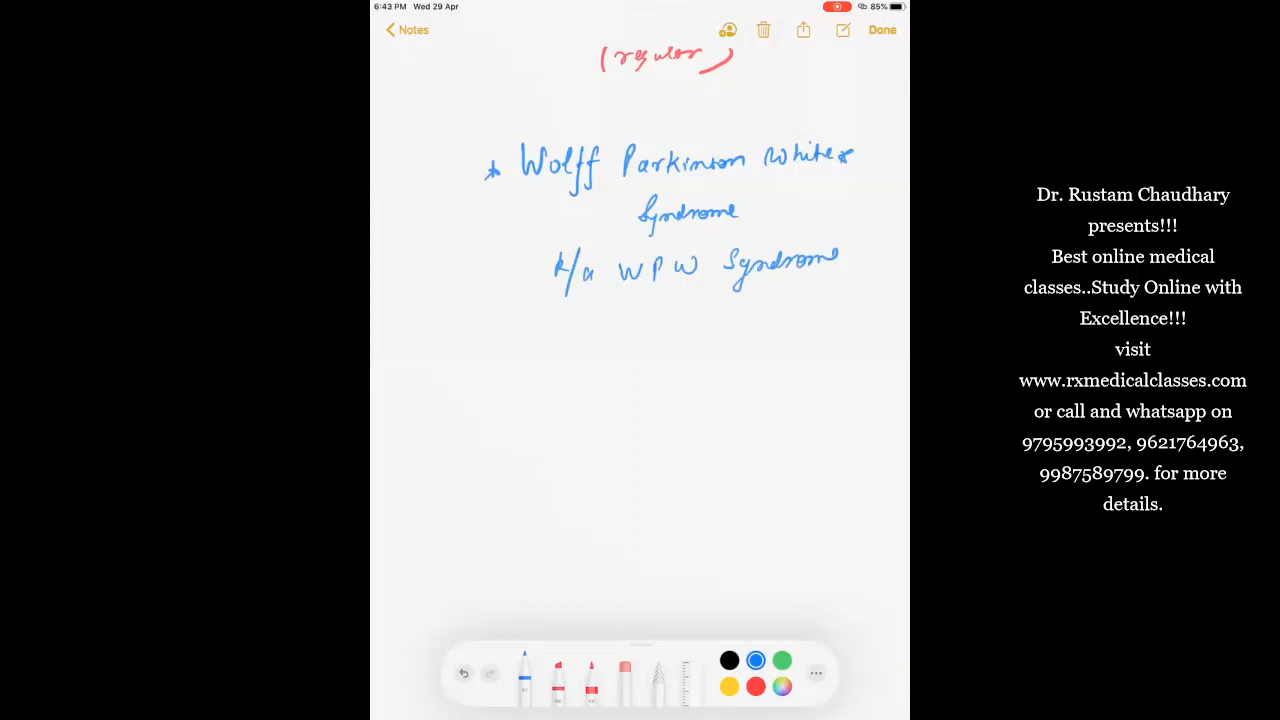 6:43 PM Wed 29 Apr
85%
Notes
Done
(regular)
* Wolff Parkinson White
Syndrome
k/a WPW Syndrome
Dr. Rustam Chaudhary
presents!!!
Best online medical
classes..Study Online with
Excellence!!!
visit
www.rxmedicalclasses.com
or call and whatsapp on
9795993992, 9621764963,
9987589799. for more
details.